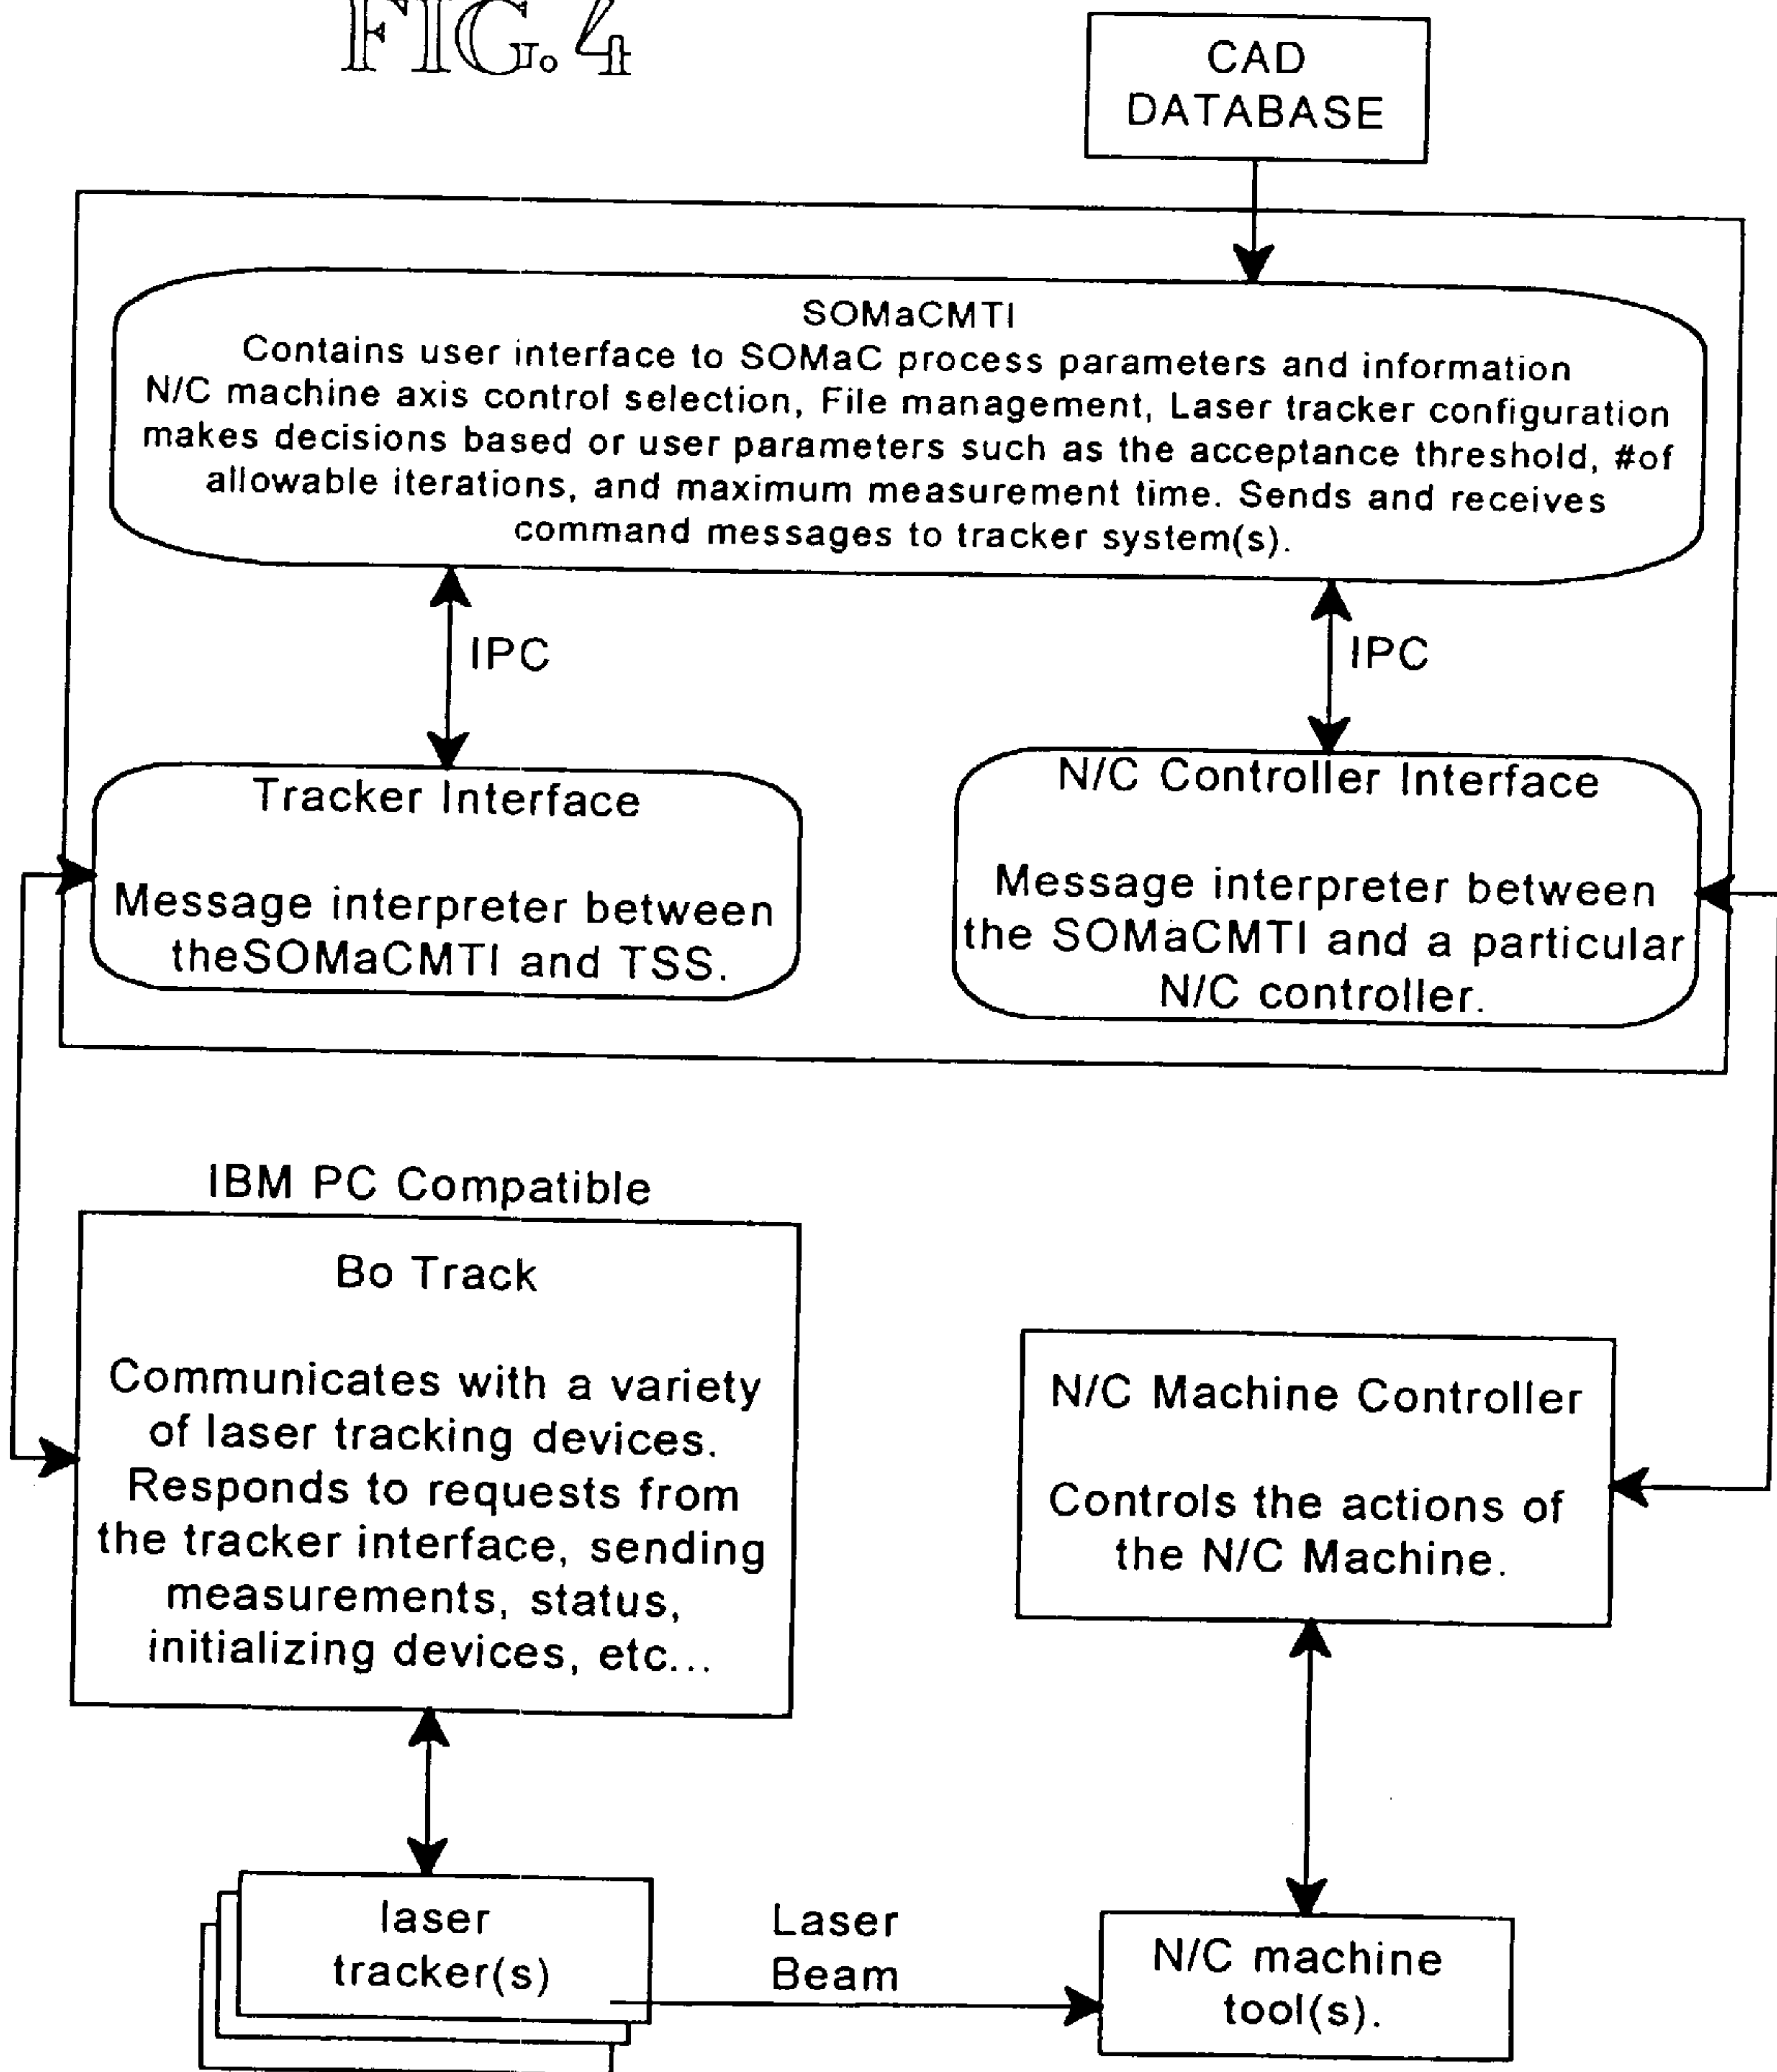 FIG. 4
CAD
DATABASE
SOMaCMTI
Contains user interface to SOMaC process parameters and information
N/C machine axis control selection, File management, Laser tracker configuration
makes decisions based or user parameters such as the acceptance threshold, #of
allowable iterations, and maximum measurement time. Sends and receives
command messages to tracker system(s).
IPC
IPC
Tracker Interface
Message interpreter between
theSOMaCMTI and TSS.
N/C Controller Interface
Message interpreter between
the SOMaCMTI and a particular
N/C controller.
IBM PC Compatible
Bo Track
Communicates with a variety
of laser tracking devices.
Responds to requests from
the tracker interface, sending
measurements, status,
initializing devices, etc...
N/C Machine Controller
Controls the actions of
the N/C Machine.
laser
tracker(s)
Laser
Beam
N/C machine
tool(s).